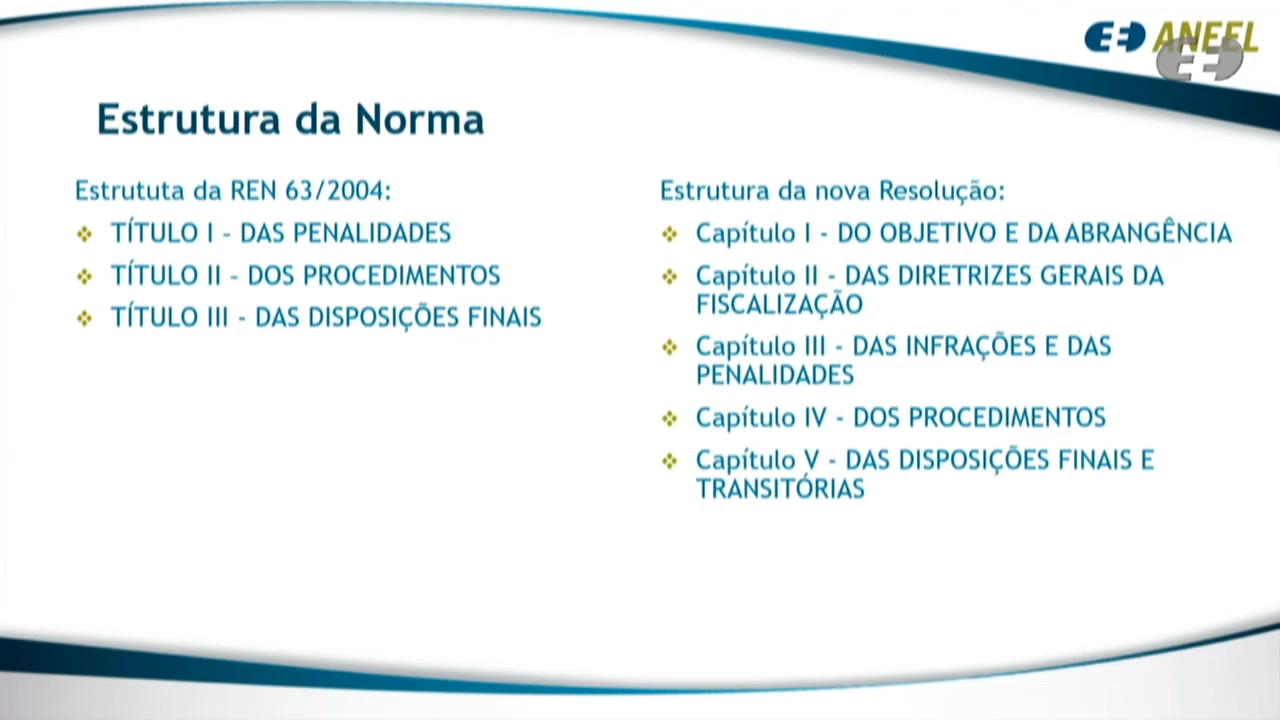 ANEEL
Estrutura da Norma
Estrututa da REN 63/2004:
TÍTULO I – DAS PENALIDADES
TÍTULO II – DOS PROCEDIMENTOS
TÍTULO III - DAS DISPOSIÇÕES FINAIS
Estrutura da nova Resolução:
Capítulo I - DO OBJETIVO E DA ABRANGÊNCIA
Capítulo II - DAS DIRETRIZES GERAIS DA
FISCALIZAÇÃO
Capítulo III - DAS INFRAÇÕES E DAS
PENALIDADES
Capítulo IV - DOS PROCEDIMENTOS
Capítulo V - DAS DISPOSIÇÕES FINAIS E
TRANSITÓRIAS